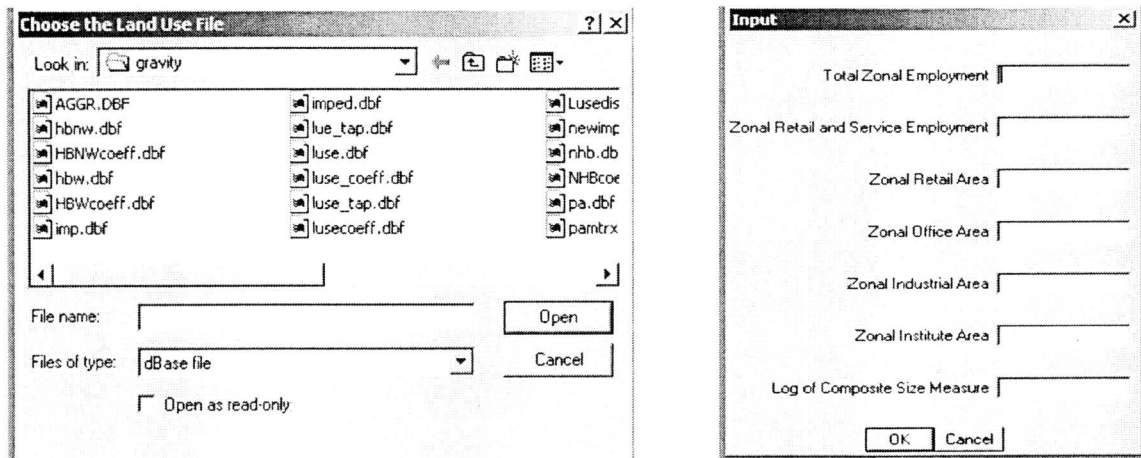 Choose the Land Use File
Look in: gravity
AGGR.DBF
hbnw.dbf
HBNWcoeff.dbf
hbw.dbf
HBWcoeff.dbf
imp.dbf
imped.dbf
lue_tap.dbf
luse.dbf
luse_coeff.dbf
luse_tap.dbf
lusecoeff.dbf
Lusedis
newimp
nhb.db
NHBcoe
pa.dbf
pamtrx
File name:
Open
Files of type: dBase file
Cancel
Open as read-only
Input
Total Zonal Employment
Zonal Retail and Service Employment
Zonal Retail Area
Zonal Office Area
Zonal Industrial Area
Zonal Institute Area
Log of Composite Size Measure
OK Cancel